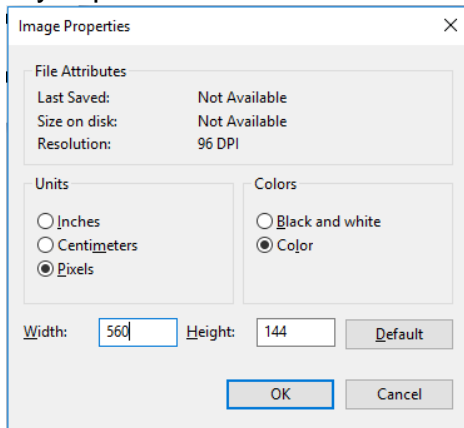 Image Properties
File Attributes
Last Saved: Not Available
Size on disk: Not Available
Resolution: 96 DPI
Units
Colors
Inches
Black and white
Centimeters
Color
Pixels
Width: 560 Height: 144 Default
OK Cancel